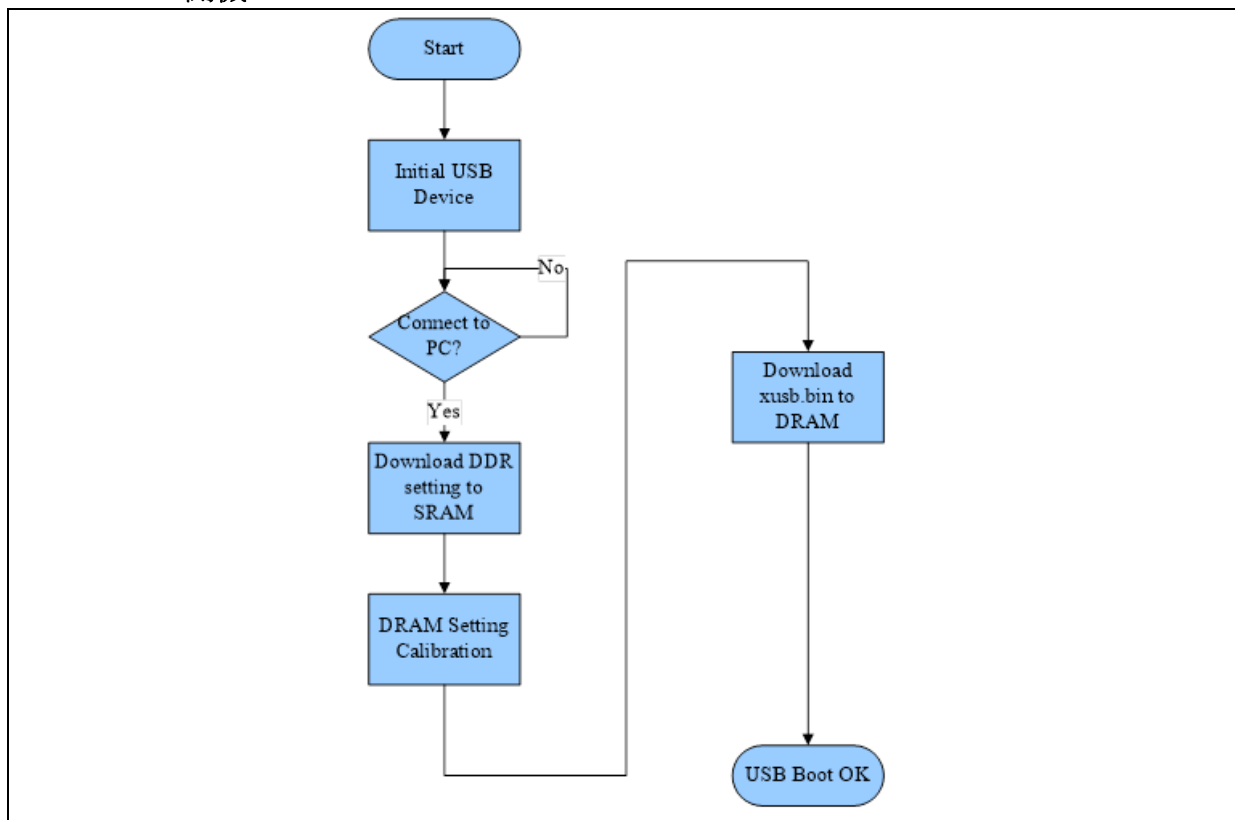 Start
Initial USB
Device
No
Connect to
PC?
Yes
Download DDR
setting to
SRAM
DRAM Setting
Calibration
Download
xusb.bin to
DRAM
USB Boot OK